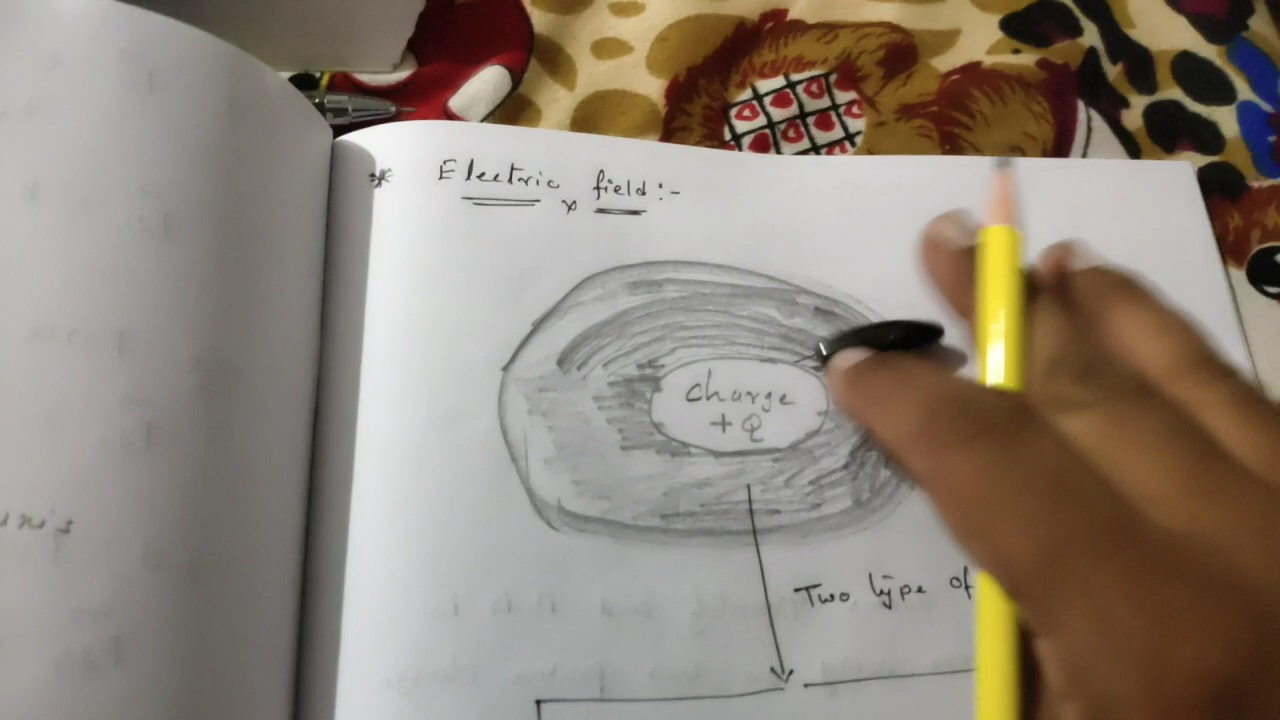 * Electric field:-
charge
+Q
Two type of